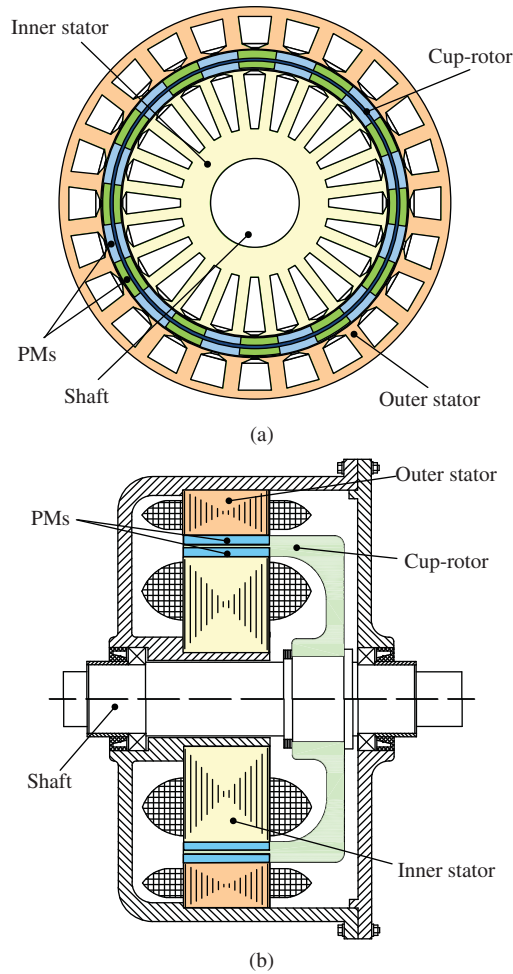 Inner stator
Cup-rotor
PMs
Shaft
Outer stator
(a)
Outer stator
PMs
Cup-rotor
Shaft
Inner stator
(b)